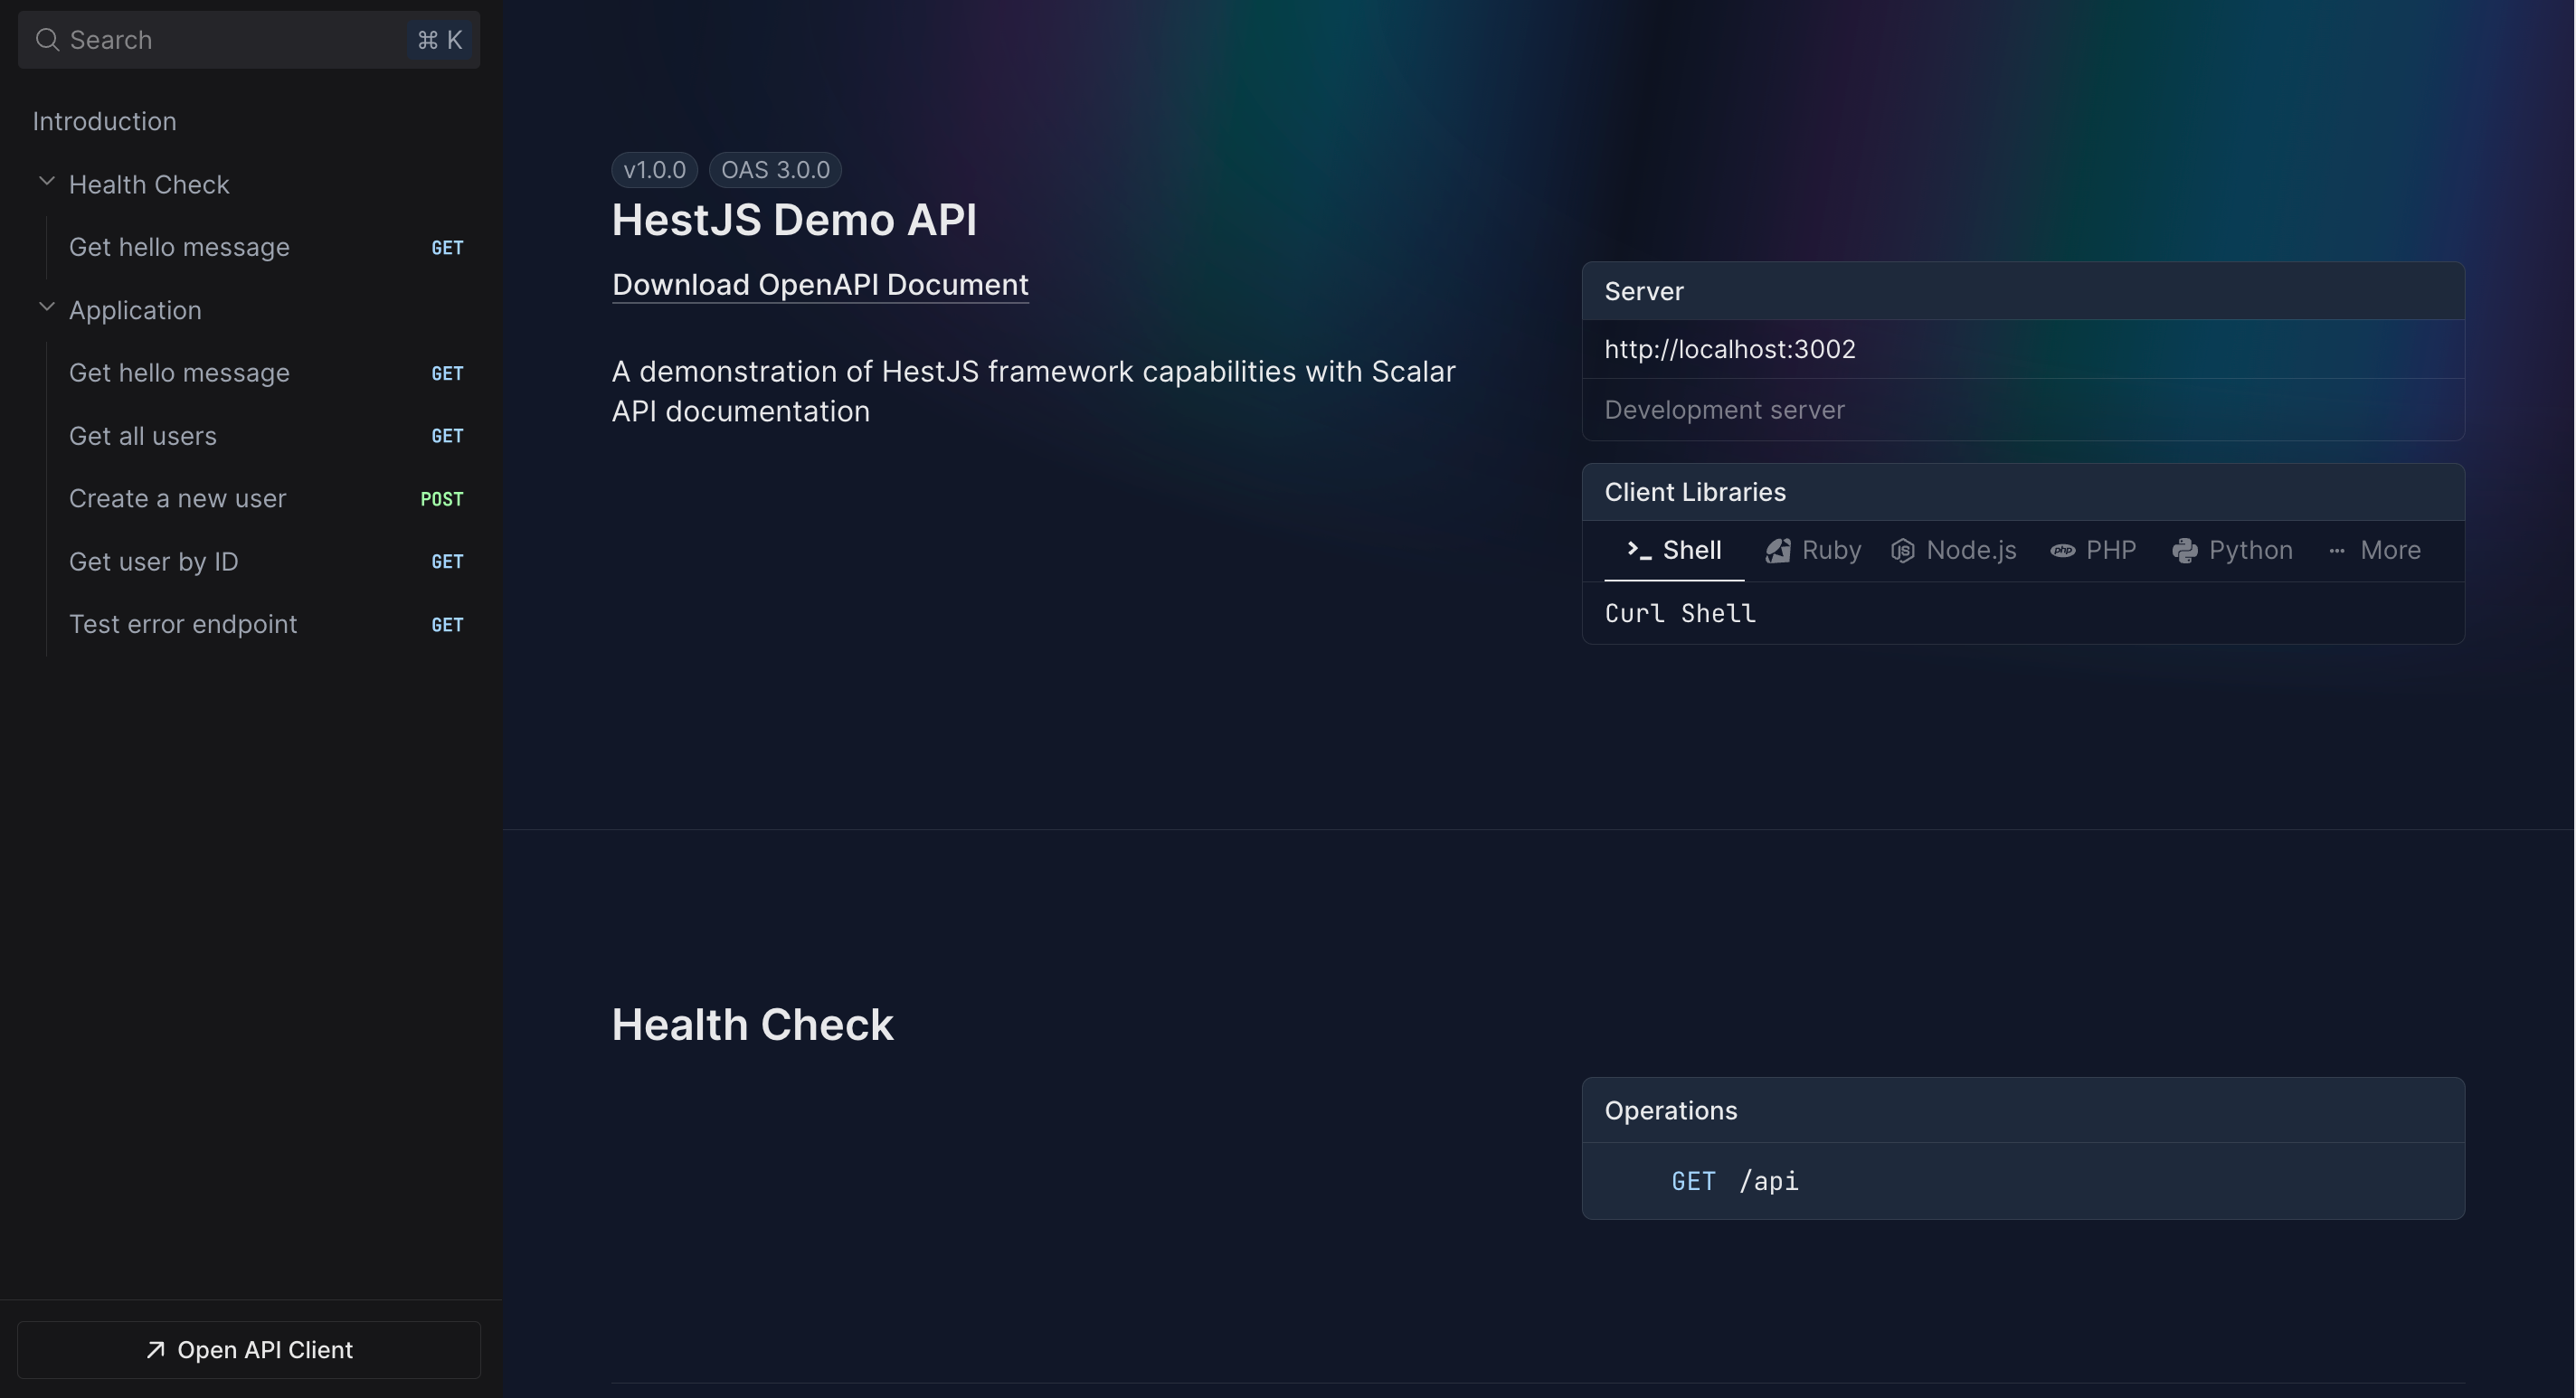 Search
⌘ K
Introduction
Health Check
Get hello message GET
Application
Get hello message GET
Get all users GET
Create a new user POST
Get user by ID GET
Test error endpoint GET
Open API Client
v1.0.0 OAS 3.0.0
HestJS Demo API
Download OpenAPI Document
A demonstration of HestJS framework capabilities with Scalar
API documentation
Server
http://localhost:3002
Development server
Client Libraries
Shell Ruby Node.js PHP Python More
Curl Shell
Health Check
Operations
GET /api